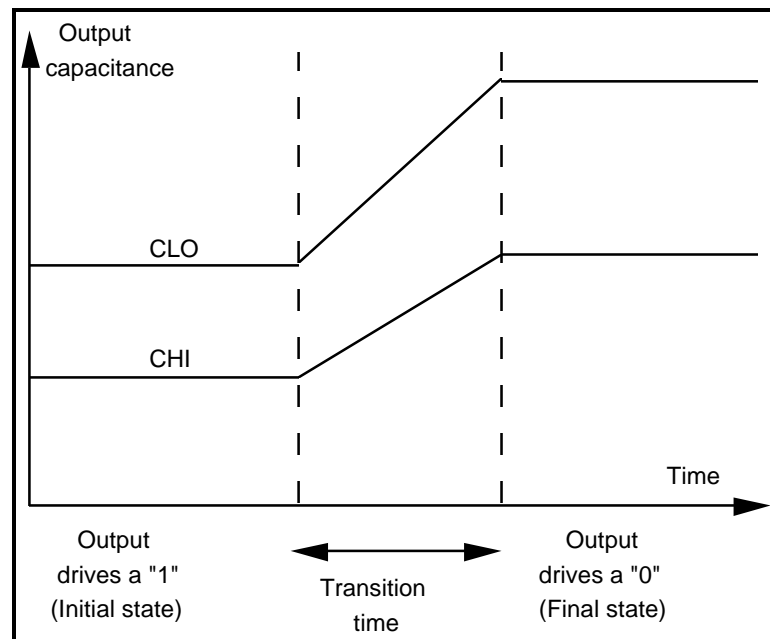 Output
capacitance
CLO
CHI
Time
Output
drives a "1"
(Initial state)
Transition
time
Output
drives a "0"
(Final state)